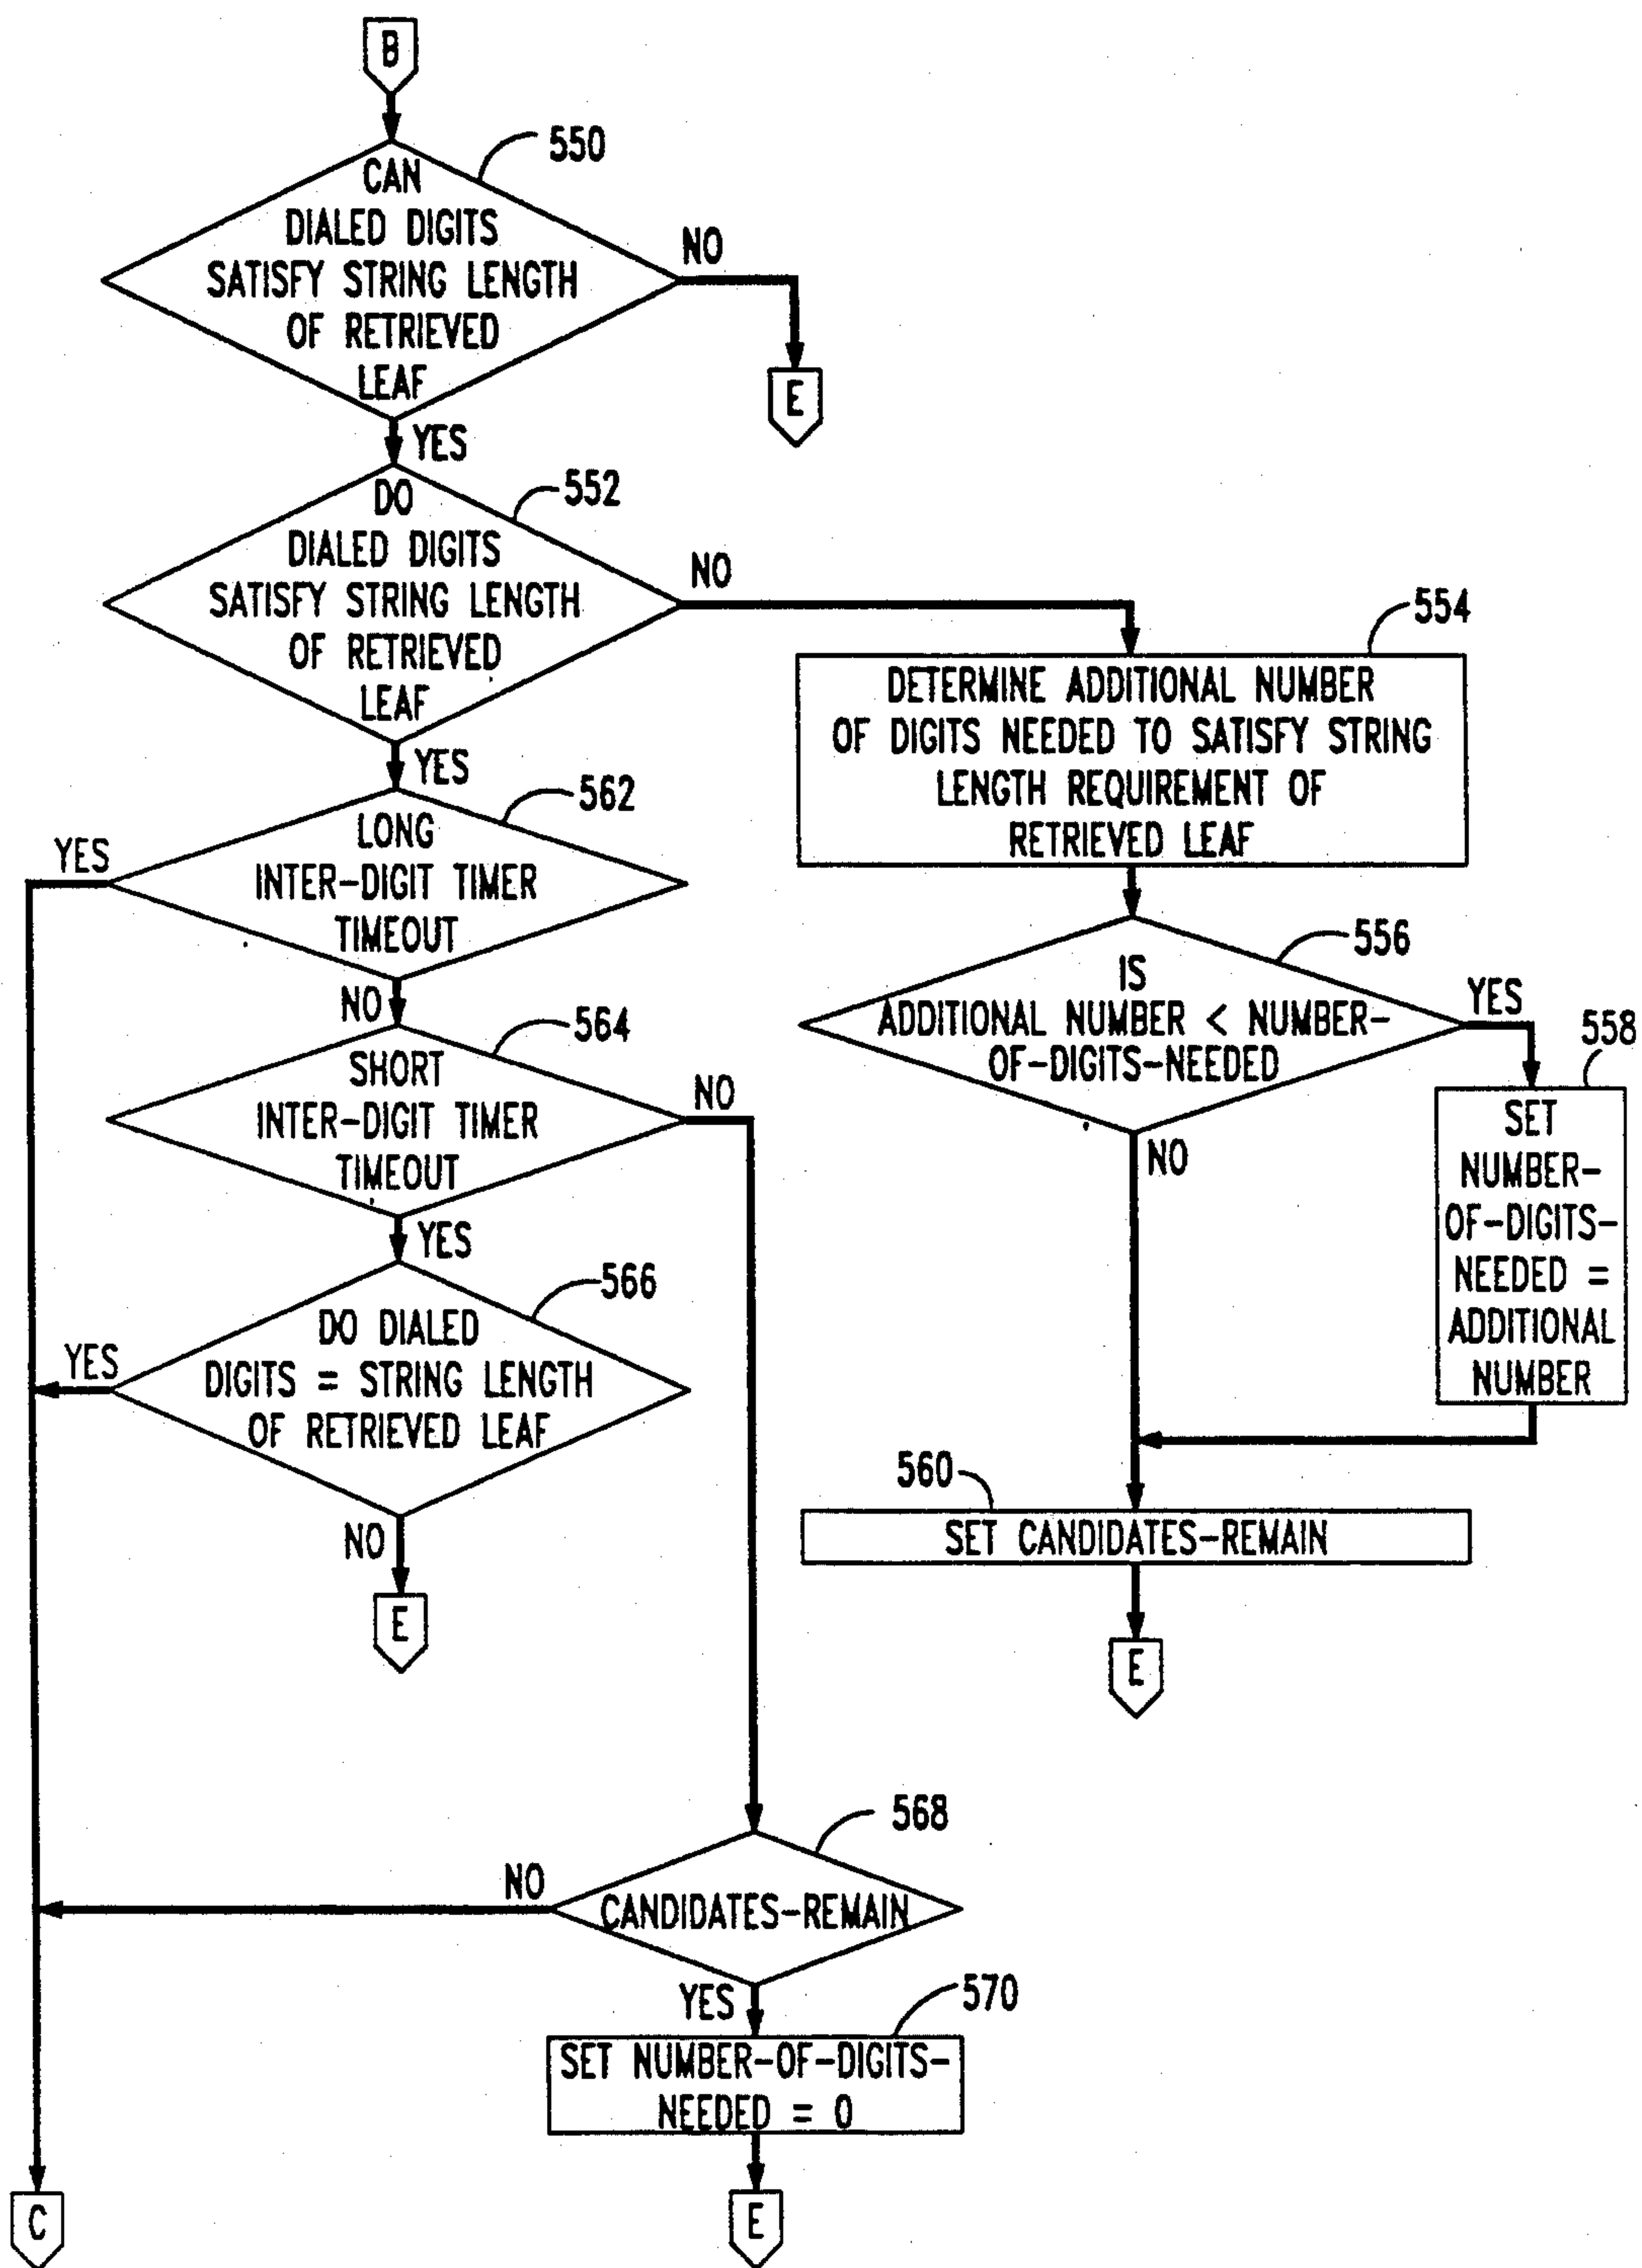 B
550
CAN
DIALED DIGITS
SATISFY STRING LENGTH
OF RETRIEVED
LEAF
NO
E
YES
552
DO
DIALED DIGITS
SATISFY STRING LENGTH
OF RETRIEVED
LEAF
NO
554
DETERMINE ADDITIONAL NUMBER
OF DIGITS NEEDED TO SATISFY STRING
LENGTH REQUIREMENT OF
RETRIEVED LEAF
YES
562
LONG
INTER-DIGIT TIMER
TIMEOUT
YES
NO
556
IS
ADDITIONAL NUMBER < NUMBER-
OF-DIGITS-NEEDED
YES
NO
558
SET
NUMBER-
OF-DIGITS-
NEEDED =
ADDITIONAL
NUMBER
564
SHORT
INTER-DIGIT TIMER
TIMEOUT
NO
YES
566
DO DIALED
DIGITS = STRING LENGTH
OF RETRIEVED LEAF
YES
NO
E
560
SET CANDIDATES-REMAIN
E
568
CANDIDATES-REMAIN
NO
YES
570
SET NUMBER-OF-DIGITS-
NEEDED = 0
C
E